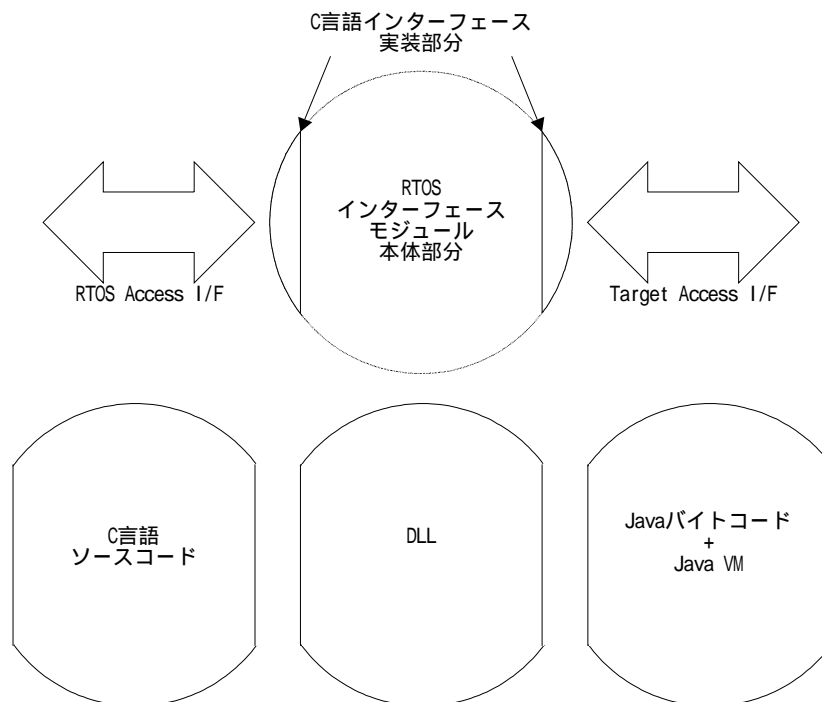 C言語インターフェース
実装部分
RTOS
インターフェース
モジュール
本体部分
RTOS Access I/F
Target Access I/F
C言語
ソースコード
DLL
Javaバイトコード
+
Java VM